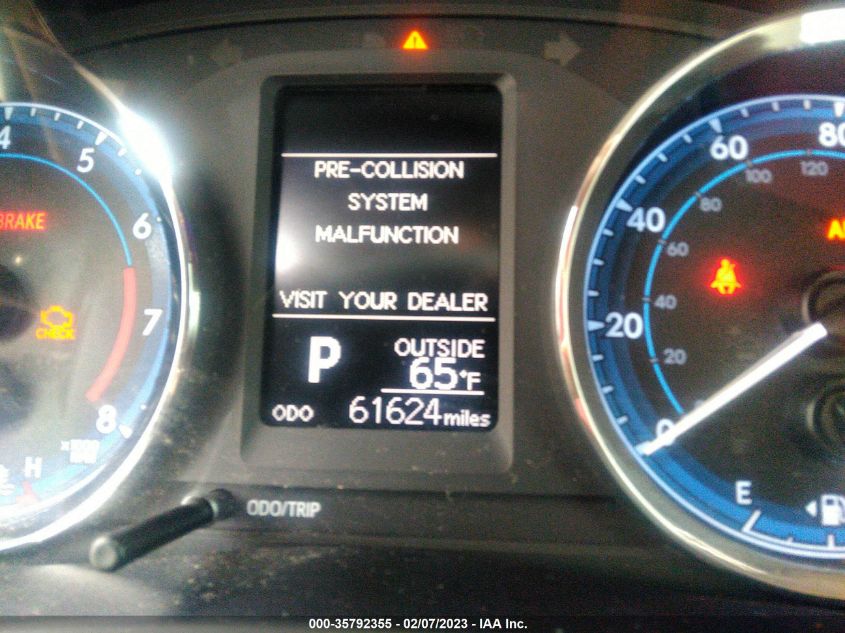 4
5
6
7
8
BRAKE
CHECK
x1000
H
PRE-COLLISION
SYSTEM
MALFUNCTION
VISIT YOUR DEALER
P
OUTSIDE
65°F
ODO 61624 miles
ODO/TRIP
0
20
40
60
80
20
40
60
80
100
120
E
000-35792355 - 02/07/2023 - IAA Inc.